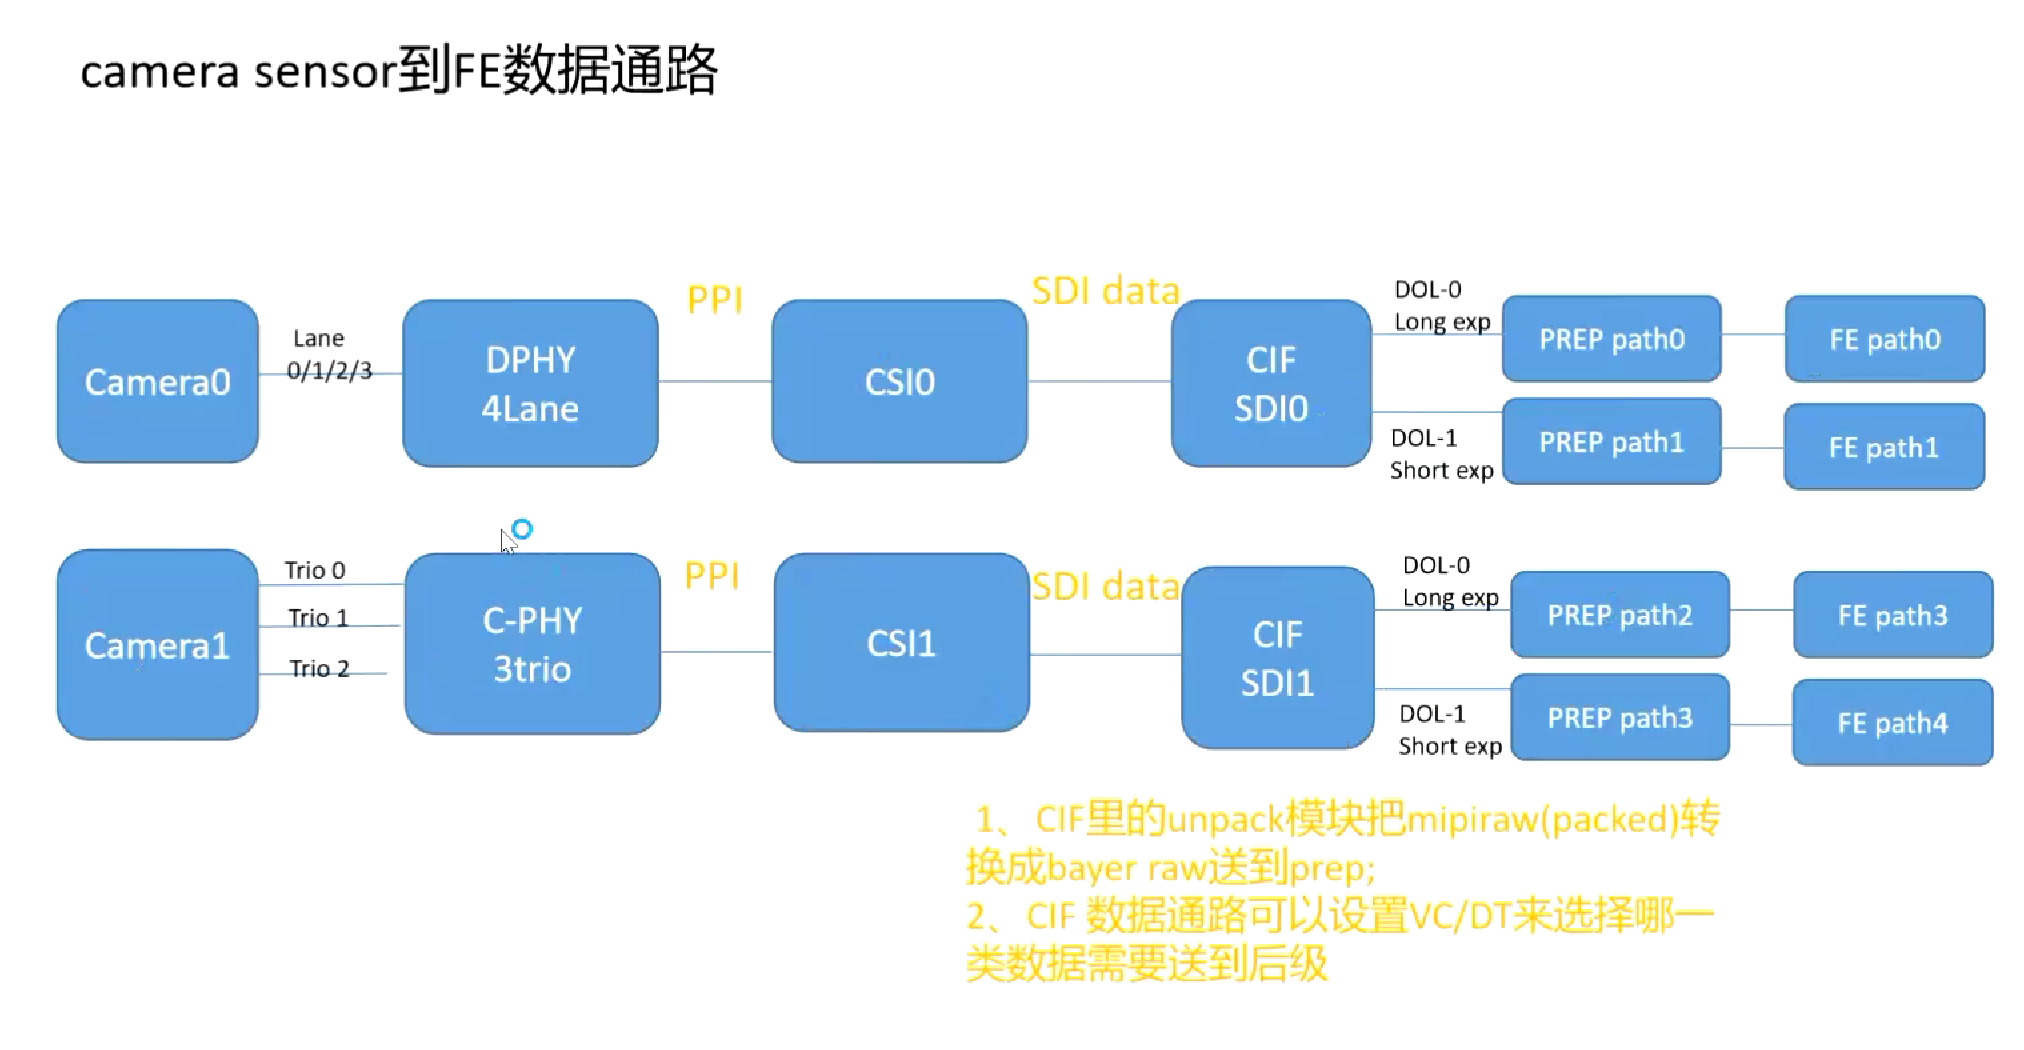 camera sensor到FE数据通路
PPI
SDI data
DOL-0
Long exp
Lane
0/1/2/3
Camera0
DPHY
4Lane
CSI0
CIF
SDI0
PREP path0
FE path0
DOL-1
Short exp
PREP path1
FE path1
Trio 0
Trio 1
Trio 2
Camera1
C-PHY
3trio
PPI
CSI1
SDI data
CIF
SDI1
DOL-0
Long exp
PREP path2
FE path3
DOL-1
Short exp
PREP path3
FE path4
1、 CIF里的unpack模块把mipiraw(packed)转
换成bayer raw送到prep;
2、CIF 数据通路可以设置VC/DT来选择哪一
类数据需要送到后级